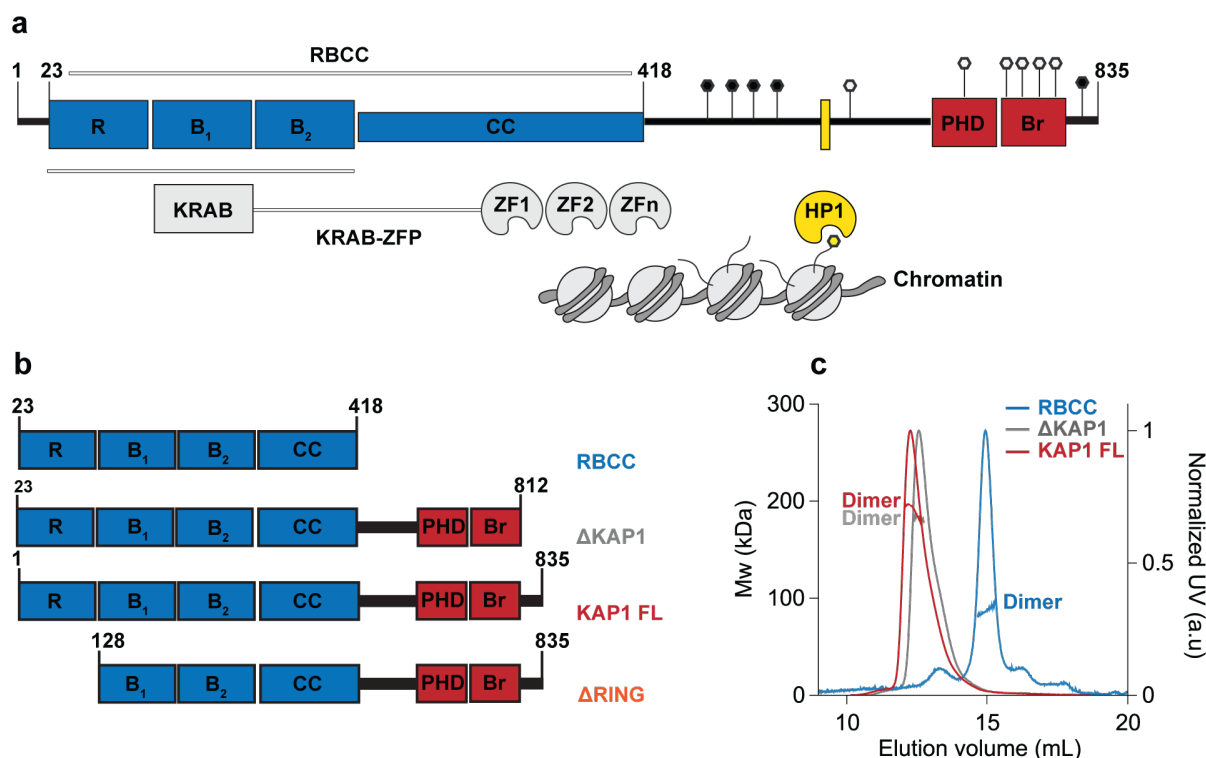 a
RBCC
1 23 418 835
R B1 B2 CC PHD Br
KRAB ZF1 ZF2 ZFn HP1
KRAB-ZFP
Chromatin
b
23 418
R B1 B2 CC
RBCC
23 812
R B1 B2 CC PHD Br
ΔKAP1
1 835
R B1 B2 CC PHD Br
KAP1 FL
128 835
B1 B2 CC PHD Br
ΔRING
c
300
200
100
0
Mw (kDa)
RBCC
ΔKAP1
KAP1 FL
Dimer
Dimer
Dimer
1
0.5
0
Normalized UV (a.u)
10 15 20
Elution volume (mL)